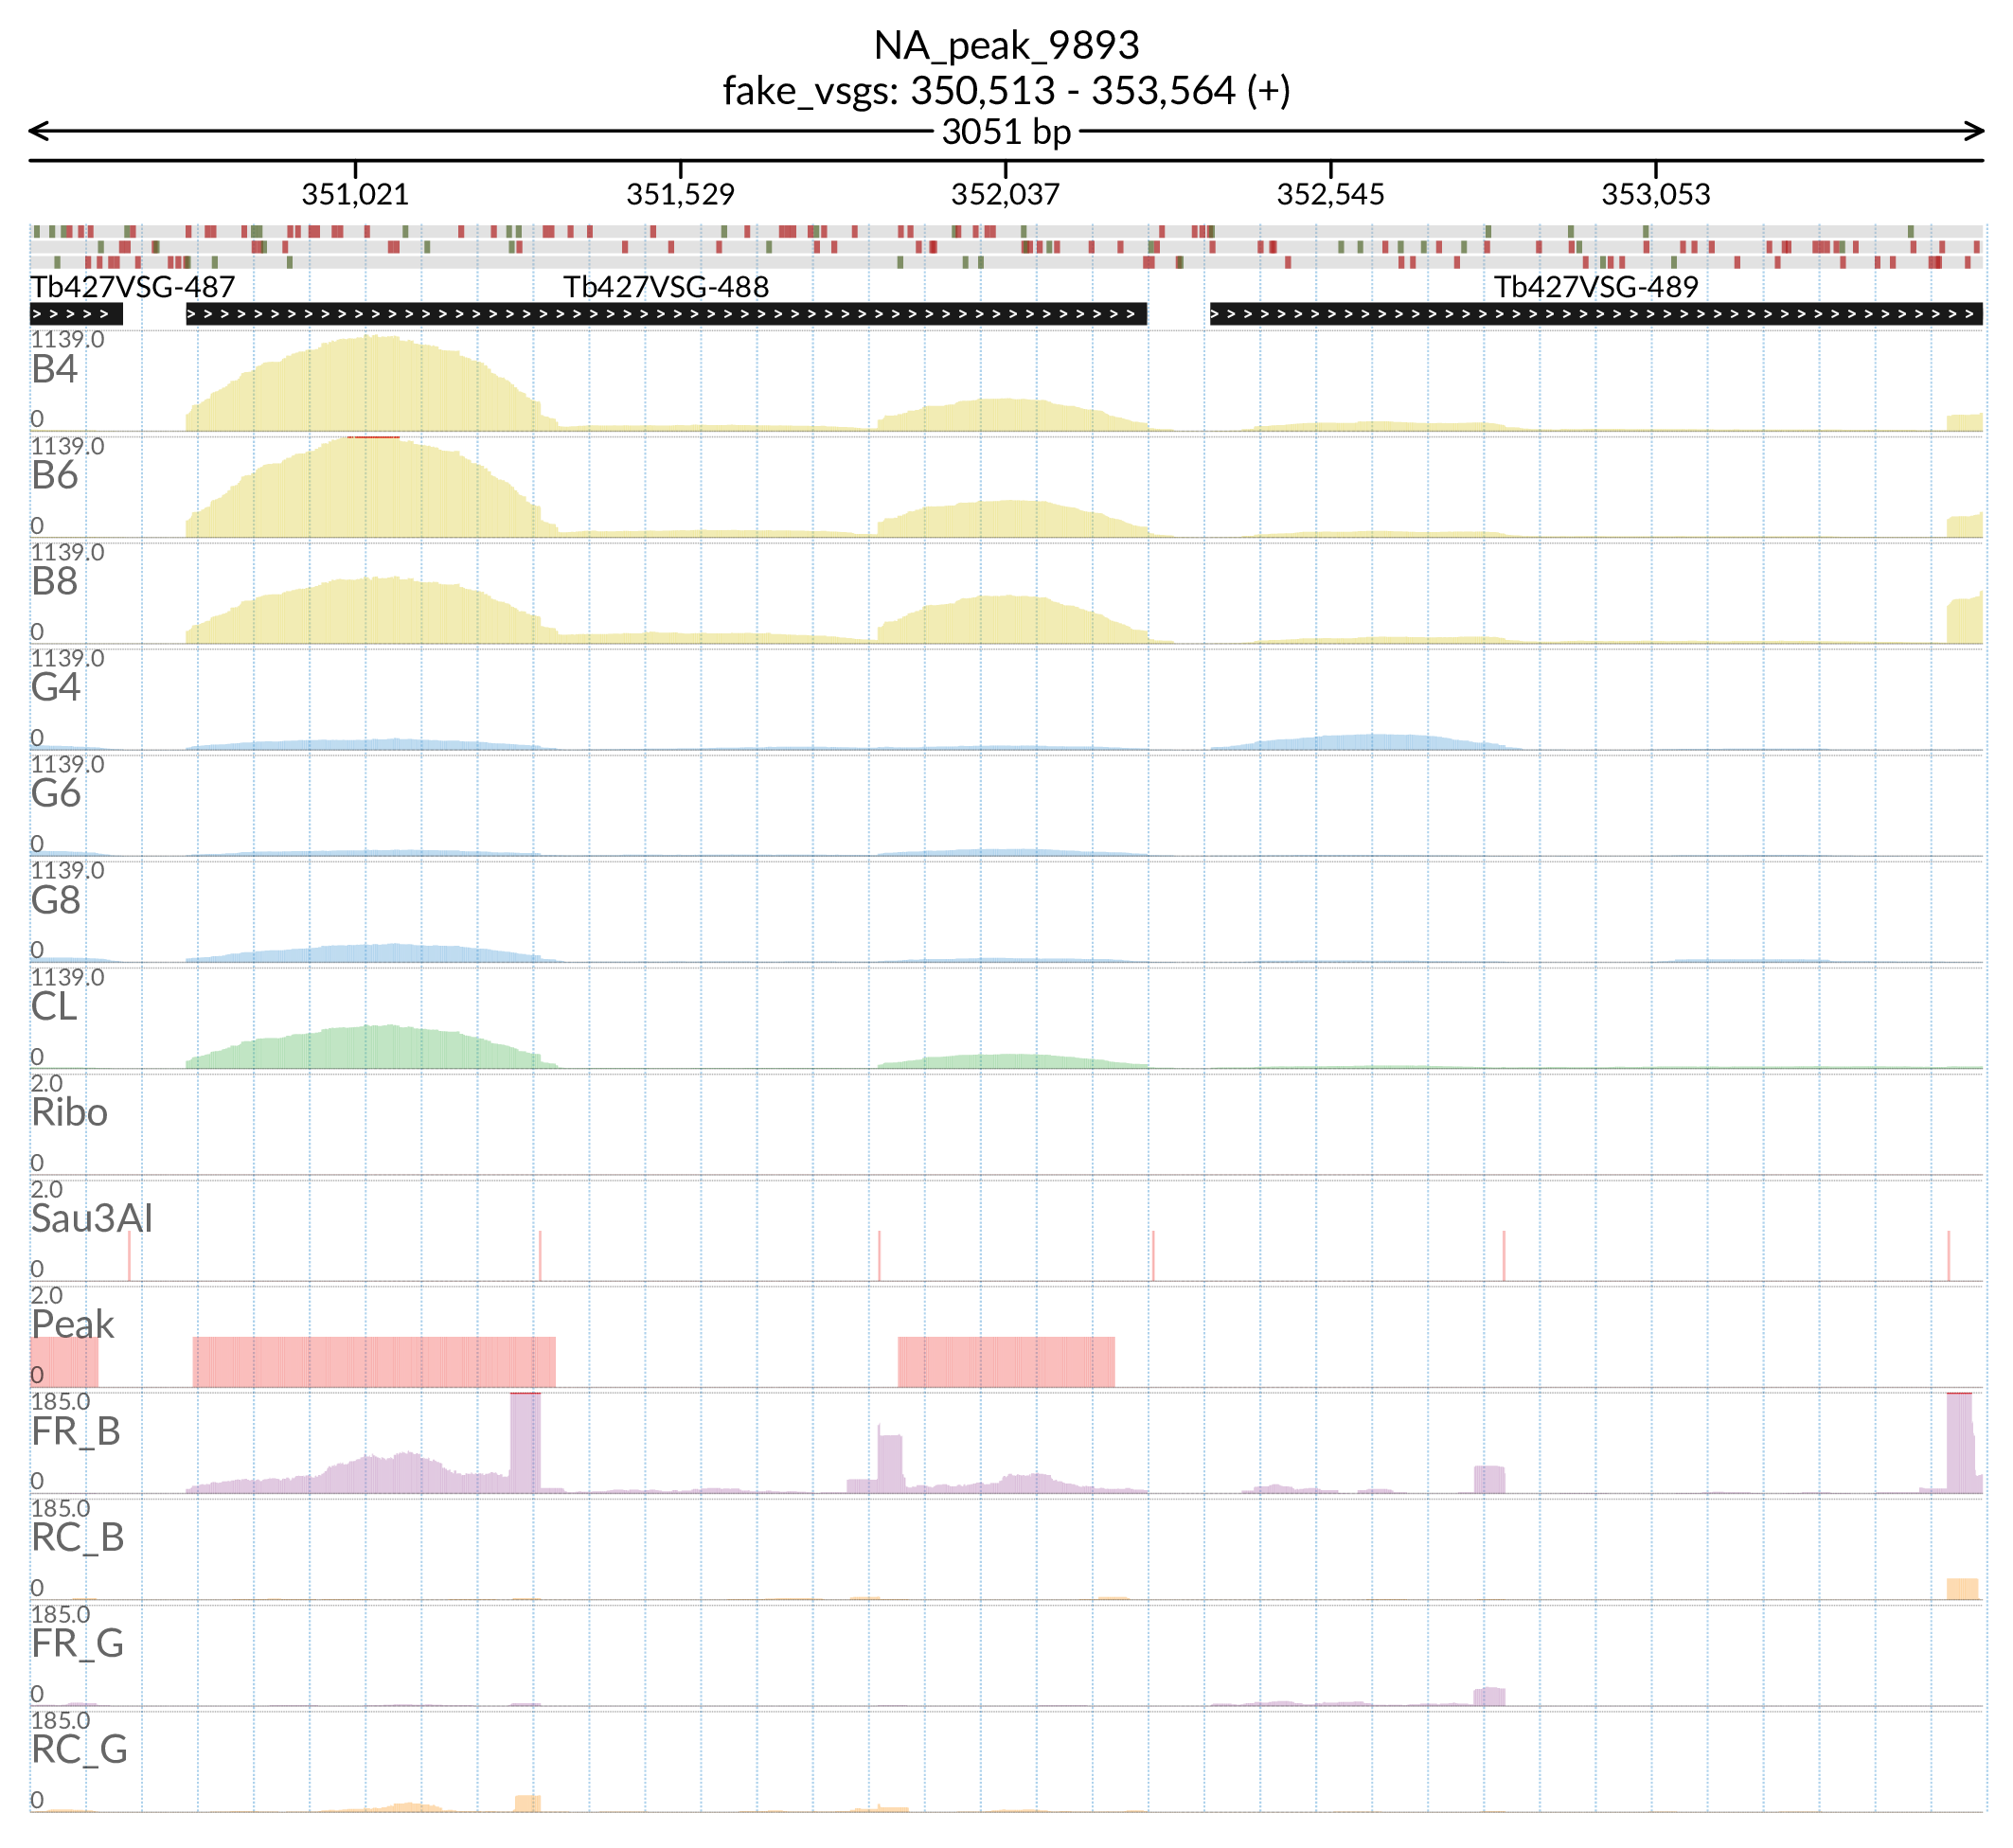 NA_peak_9893
fake_vsgs: 350,513 - 353,564 (+)
3051 bp
351,021 351,529 352,037 352,545 353,053
Tb427VSG-487 Tb427VSG-488 Tb427VSG-489
1139.0
B4
0
1139.0
B6
0
1139.0
B8
0
1139.0
G4
0
1139.0
G6
0
1139.0
G8
0
1139.0
CL
0
2.0
Ribo
0
2.0
Sau3AI
0
2.0
Peak
0
185.0
FR_B
0
185.0
RC_B
0
185.0
FR_G
0
185.0
RC_G
0